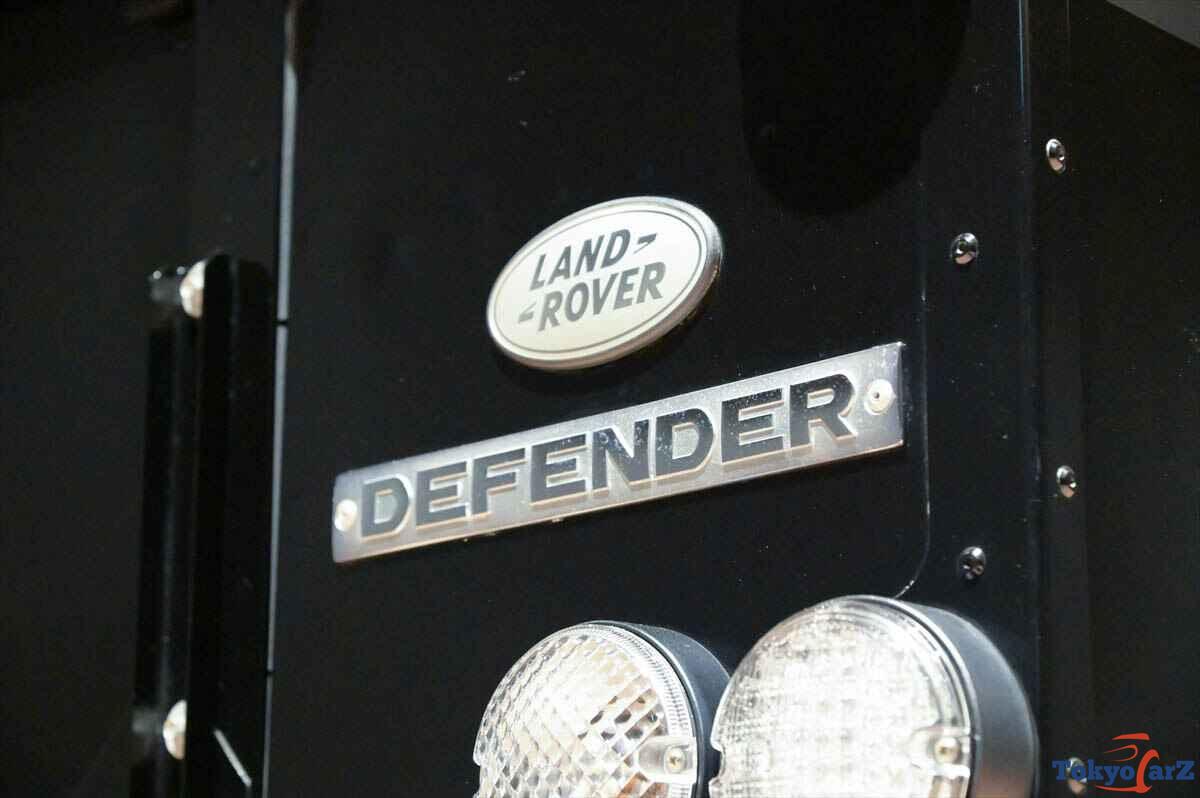 LAND-
-ROVER
DEFENDER
TokyoCarZ